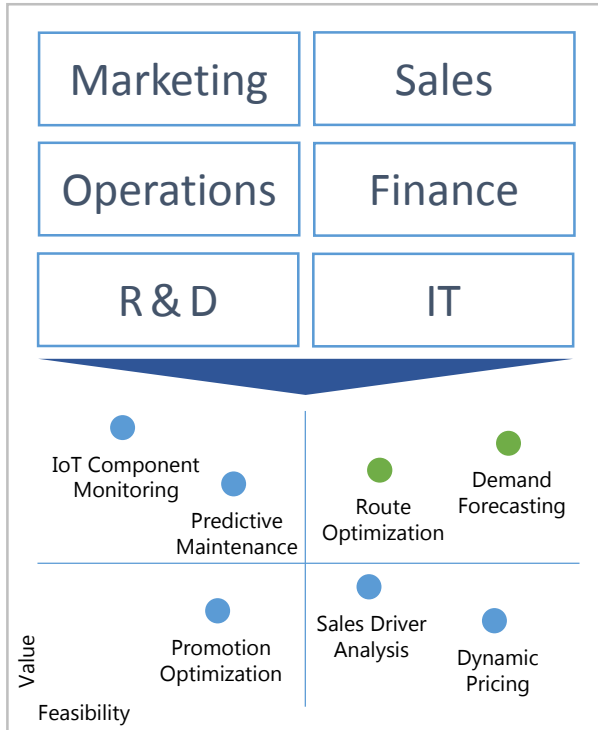 Marketing
Sales
Operations
Finance
R & D
IT
IoT Component
Monitoring
Predictive
Maintenance
Route
Optimization
Demand
Forecasting
Promotion
Optimization
Sales Driver
Analysis
Dynamic
Pricing
Value
Feasibility